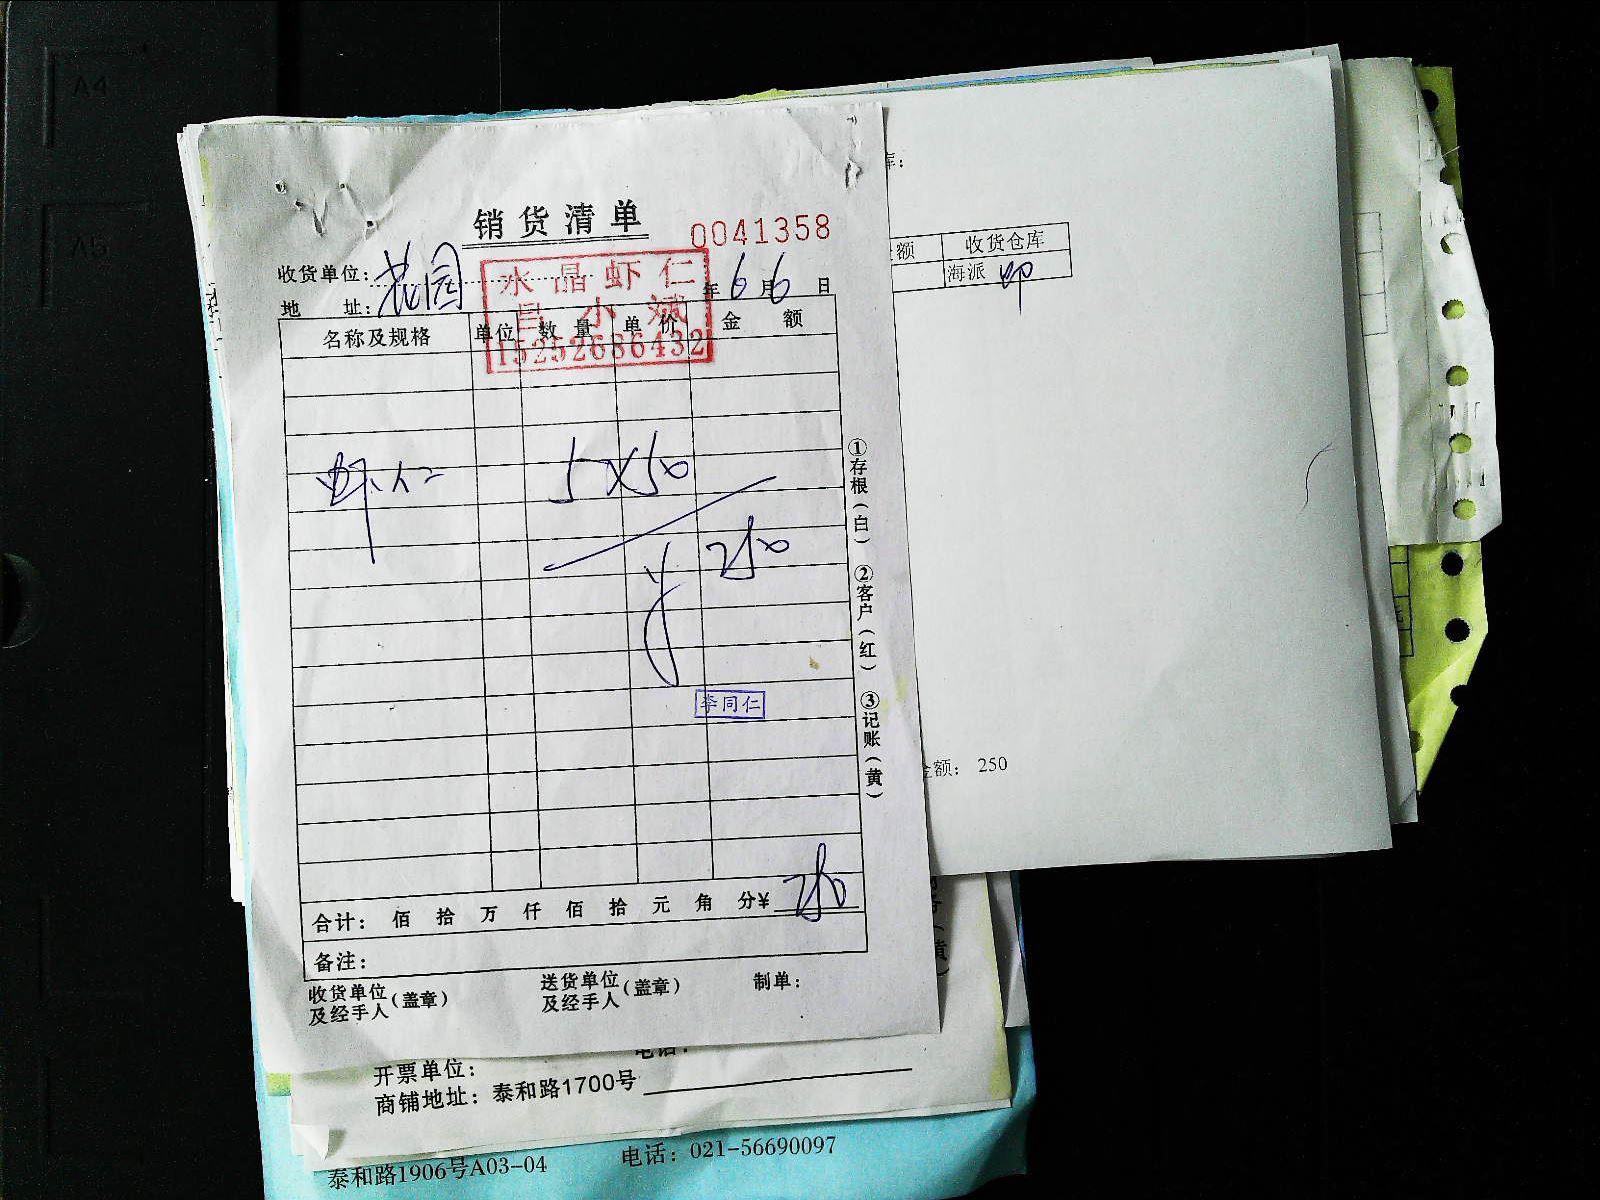 A4
A5
销货清单
0041358
收货单位:
花园
地 址:
年 6 月 6 日
水晶虾仁
吕小斌
15252686432
名称及规格 单位 数量 单价 金额
虾仁 5×50
¥ 250
李同仁
①存根(白) ②客户(红) ③记账(黄)
合计: 佰 拾 万 仟 佰 拾 元 角 分¥ 250
备注:
收货单位及经手人(盖章)
送货单位及经手人(盖章)
制单:
库:
额 收货仓库
海派
金额: 250
电话:
开票单位:
商铺地址: 泰和路1700号
泰和路1906号A03-04 电话: 021-56690097